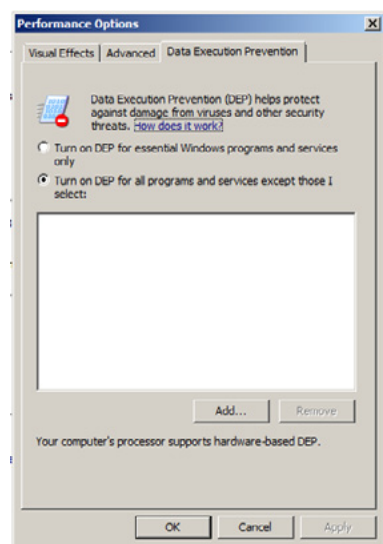 Performance Options
Visual Effects Advanced Data Execution Prevention
Data Execution Prevention (DEP) helps protect
against damage from viruses and other security
threats. How does it work?
Turn on DEP for essential Windows programs and services
only
Turn on DEP for all programs and services except those I
select:
Add... Remove
Your computer's processor supports hardware-based DEP.
OK Cancel Apply